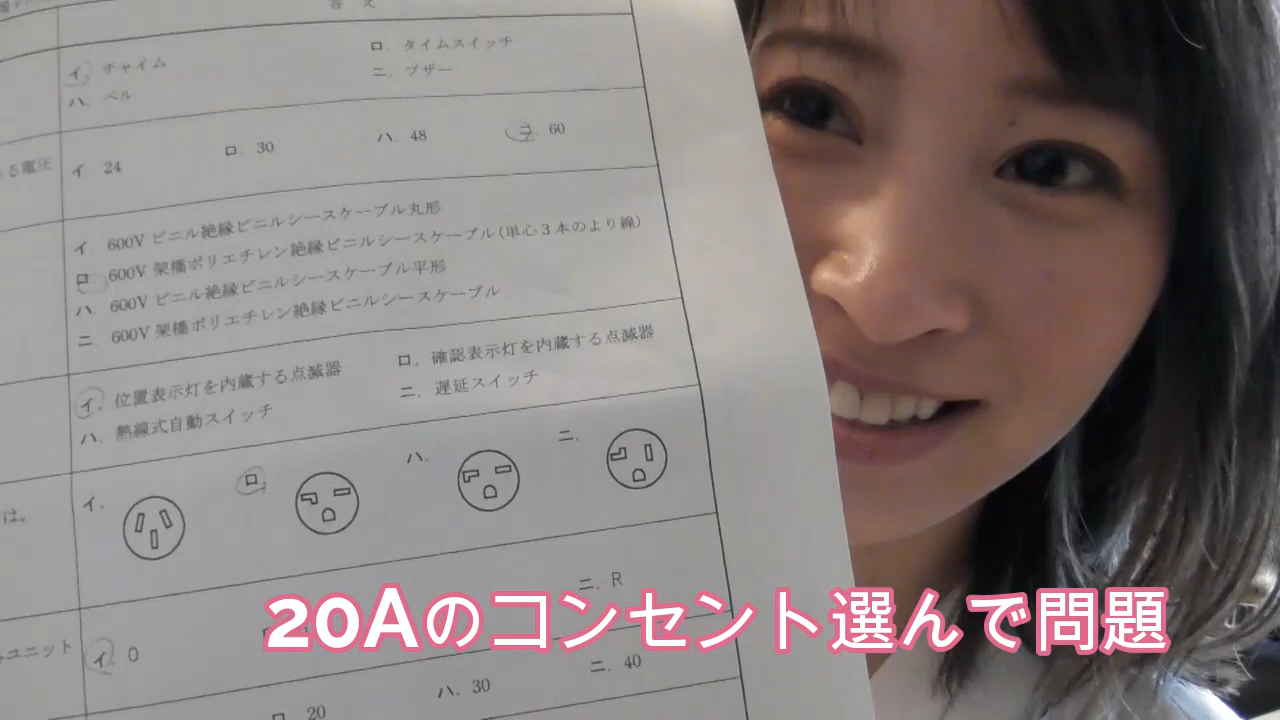 答え
イ. チャイム
ロ. タイムスイッチ
ハ. ベル
ニ. ブザー
る電圧
イ 24
ロ. 30
ハ. 48
ニ. 60
イ. 600V ビニル絶縁ビニルシースケーブル丸形
ロ. 600V 架橋ポリエチレン絶縁ビニルシースケーブル(単心3本のより線)
ハ. 600V ビニル絶縁ビニルシースケーブル平形
ニ 600V 架橋ポリエチレン絶縁ビニルシースケーブル
イ. 位置表示灯を内蔵する点滅器
ロ. 確認表示灯を内蔵する点滅器
ハ. 熱線式自動スイッチ
ニ. 遅延スイッチ
は。
イ.
ロ
ハ.
ニ.
ユニット
イ. O
ニ. R
20Aのコンセント選んで問題
ロ 20
ハ. 30
ニ. 40